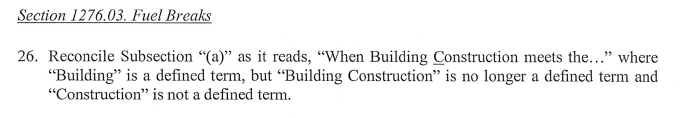 Section 1276.03. Fuel Breaks
26. Reconcile Subsection “(a)” as it reads, “When Building Construction meets the…” where
“Building” is a defined term, but “Building Construction” is no longer a defined term and
“Construction” is not a defined term.